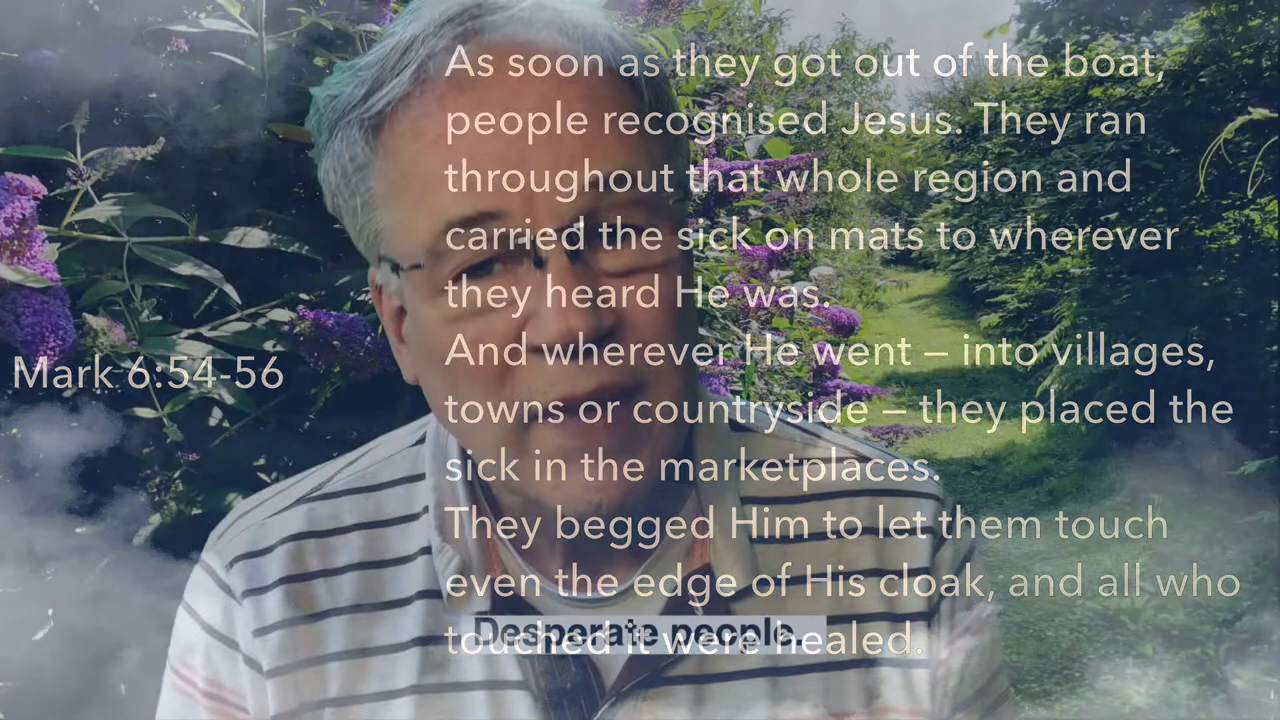 As soon as they got out of the boat,
people recognised Jesus. They ran
throughout that whole region and
carried the sick on mats to wherever
they heard He was.
And wherever He went – into villages,
towns or countryside – they placed the
sick in the marketplaces.
They begged Him to let them touch
even the edge of His cloak, and all who
touched it were healed.
Mark 6:54-56
Desperate people.